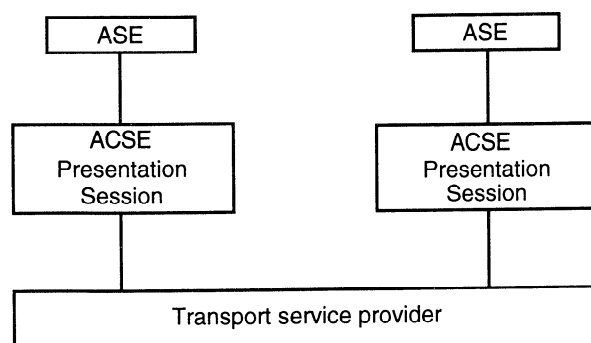 ASE
ASE
ACSE
Presentation
Session
ACSE
Presentation
Session
Transport service provider